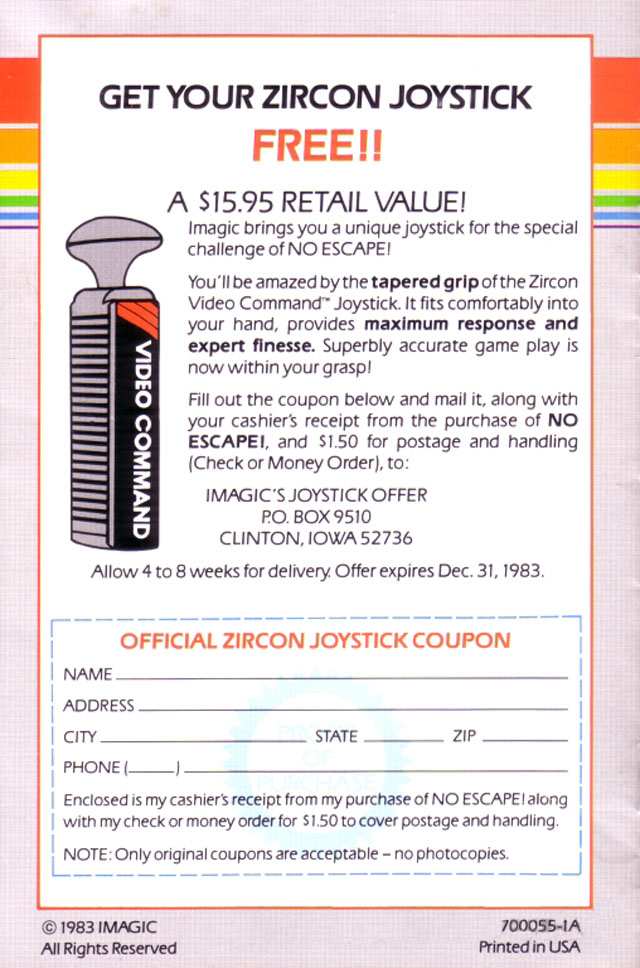 GET YOUR ZIRCON JOYSTICK
FREE!!
A $15.95 RETAIL VALUE!
Imagic brings you a unique joystick for the special
challenge of NO ESCAPE!
You'll be amazed by the tapered grip of the Zircon
Video Command™ Joystick. It fits comfortably into
your hand, provides maximum response and
expert finesse. Superbly accurate game play is
now within your grasp!
Fill out the coupon below and mail it, along with
your cashier's receipt from the purchase of NO
ESCAPE!, and $1.50 for postage and handling
(Check or Money Order), to:
IMAGIC'S JOYSTICK OFFER
P.O. BOX 9510
CLINTON, IOWA 52736
VIDEO COMMAND
Allow 4 to 8 weeks for delivery. Offer expires Dec. 31, 1983.
OFFICIAL ZIRCON JOYSTICK COUPON
NAME
ADDRESS
CITY STATE ZIP
PHONE ( )
PROOF
OF
PURCHASE
Enclosed is my cashier's receipt from my purchase of NO ESCAPE! along
with my check or money order for $1.50 to cover postage and handling.
NOTE: Only original coupons are acceptable – no photocopies.
© 1983 IMAGIC
All Rights Reserved
700055-1A
Printed in USA